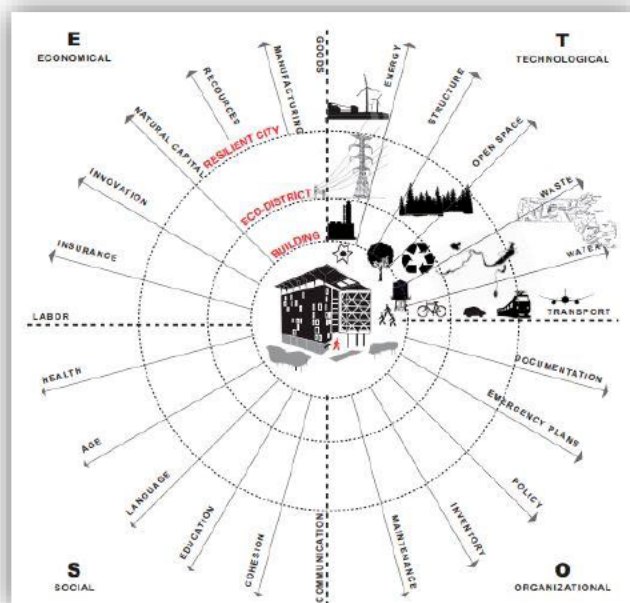 E
ECONOMICAL
T
TECHNOLOGICAL
GOODS
MANUFACTURING
RECOURCES
NATURAL CAPITAL
INNOVATION
INSURANCE
LABOR
ENERGY
STRUCTURE
OPEN SPACE
WASTE
WATER
TRANSPORT
RESILIENT CITY
ECO-DISTRICT
BUILDING
HEALTH
AGE
LANGUAGE
EDUCATION
COHESION
COMMUNICATION
MAINTENANCE
INVENTORY
POLICY
EMERGENCY PLANS
DOCUMENTATION
S
SOCIAL
O
ORGANIZATIONAL